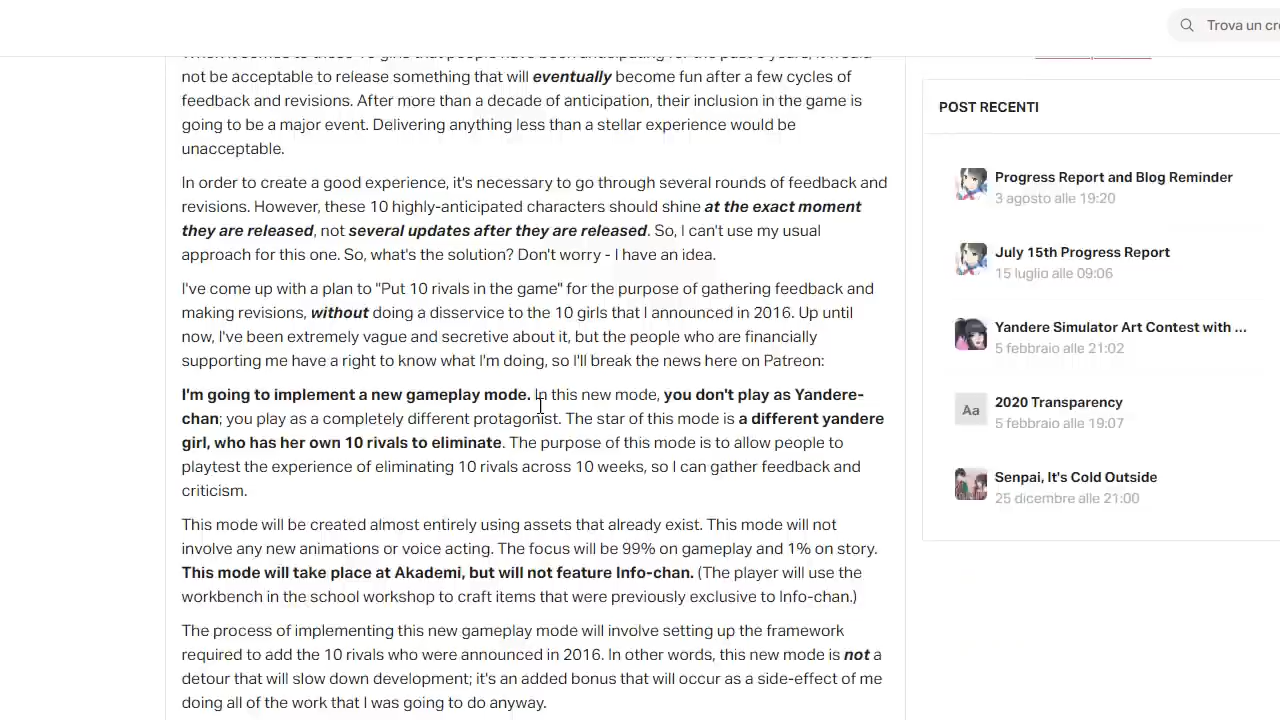 Trova un cre
not be acceptable to release something that will eventually become fun after a few cycles of
feedback and revisions. After more than a decade of anticipation, their inclusion in the game is
going to be a major event. Delivering anything less than a stellar experience would be
unacceptable.
In order to create a good experience, it's necessary to go through several rounds of feedback and
revisions. However, these 10 highly-anticipated characters should shine at the exact moment
they are released, not several updates after they are released. So, I can't use my usual
approach for this one. So, what's the solution? Don't worry - I have an idea.
I've come up with a plan to "Put 10 rivals in the game" for the purpose of gathering feedback and
making revisions, without doing a disservice to the 10 girls that I announced in 2016. Up until
now, I've been extremely vague and secretive about it, but the people who are financially
supporting me have a right to know what I'm doing, so I'll break the news here on Patreon:
I'm going to implement a new gameplay mode. In this new mode, you don't play as Yandere-
chan; you play as a completely different protagonist. The star of this mode is a different yandere
girl, who has her own 10 rivals to eliminate. The purpose of this mode is to allow people to
playtest the experience of eliminating 10 rivals across 10 weeks, so I can gather feedback and
criticism.
This mode will be created almost entirely using assets that already exist. This mode will not
involve any new animations or voice acting. The focus will be 99% on gameplay and 1% on story.
This mode will take place at Akademi, but will not feature Info-chan. (The player will use the
workbench in the school workshop to craft items that were previously exclusive to Info-chan.)
The process of implementing this new gameplay mode will involve setting up the framework
required to add the 10 rivals who were announced in 2016. In other words, this new mode is not a
detour that will slow down development; it's an added bonus that will occur as a side-effect of me
doing all of the work that I was going to do anyway.
POST RECENTI
Progress Report and Blog Reminder
3 agosto alle 19:20
July 15th Progress Report
15 luglio alle 09:06
Yandere Simulator Art Contest with ...
5 febbraio alle 21:02
Aa
2020 Transparency
5 febbraio alle 19:07
Senpai, It's Cold Outside
25 dicembre alle 21:00